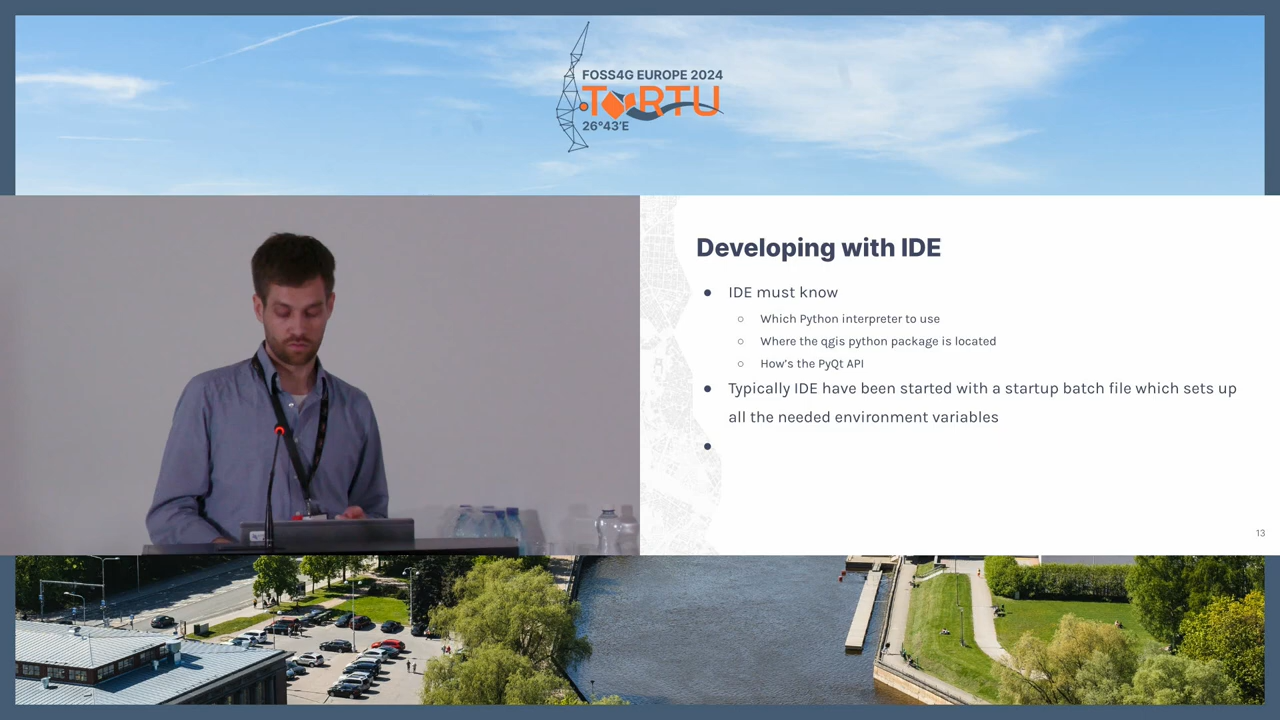 FOSS4G EUROPE 2024
TARTU
26°43'E
Developing with IDE
● IDE must know
○ Which Python interpreter to use
○ Where the qgis python package is located
○ How's the PyQt API
● Typically IDE have been started with a startup batch file which sets up
all the needed environment variables
●
13